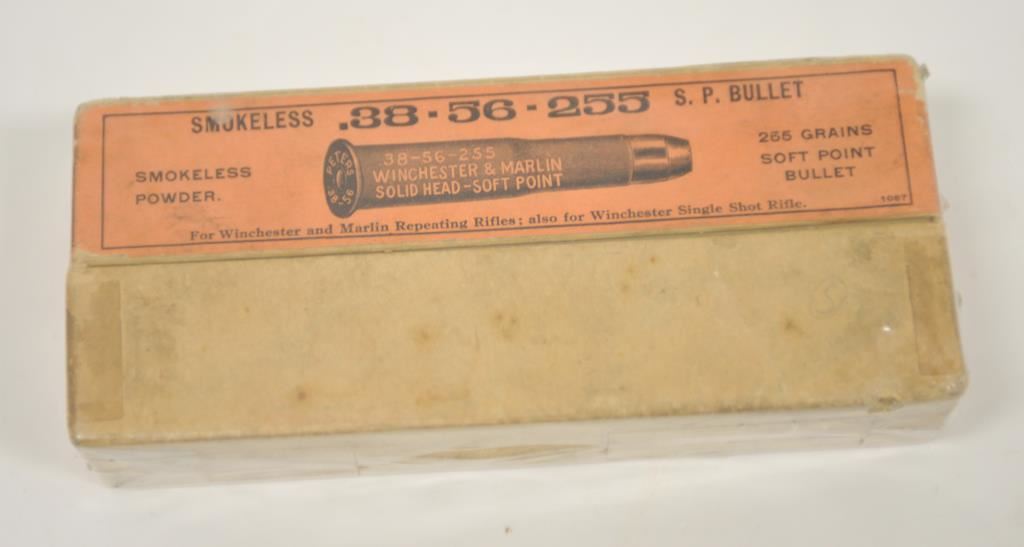 SMOKELESS .38-56-255 S. P. BULLET
SMOKELESS
POWDER.
PETERS
38-56
.38-56-255
WINCHESTER & MARLIN
SOLID HEAD-SOFT POINT
255 GRAINS
SOFT POINT
BULLET
1087
For Winchester and Marlin Repeating Rifles; also for Winchester Single Shot Rifle.